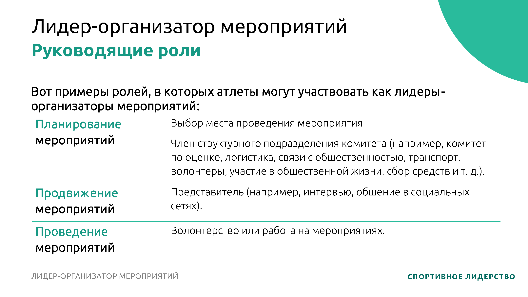 Лидер-организатор мероприятий
Руководящие роли
Вот примеры ролей, в которых атлеты могут участвовать как лидеры-
организаторы мероприятий:
Планирование
мероприятий
Выбор места проведения мероприятия
Член структурного подразделения комитета (например, комитет
по оценке, логистика, связи с общественностью, транспорт,
волонтеры, участие в общественной жизни, сбор средств и т. д.).
Продвижение
мероприятий
Представитель (например, интервью, общение в социальных
сетях).
Проведение
мероприятий
Волонтерство или работа на мероприятиях.
ЛИДЕР-ОРГАНИЗАТОР МЕРОПРИЯТИЙ
СПОРТИВНОЕ ЛИДЕРСТВО